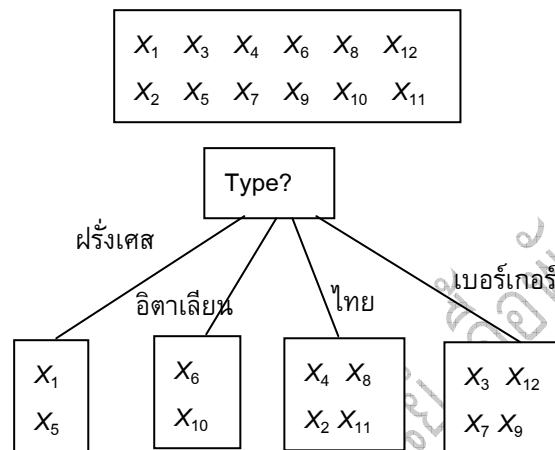 X₁ X₃ X₄ X₆ X₈ X₁₂
X₂ X₅ X₇ X₉ X₁₀ X₁₁
Type?
ฝรั่งเศส
อิตาเลียน
ไทย
เบอร์เกอร์
X₁
X₅
X₆
X₁₀
X₄ X₈
X₂ X₁₁
X₃ X₁₂
X₇ X₉